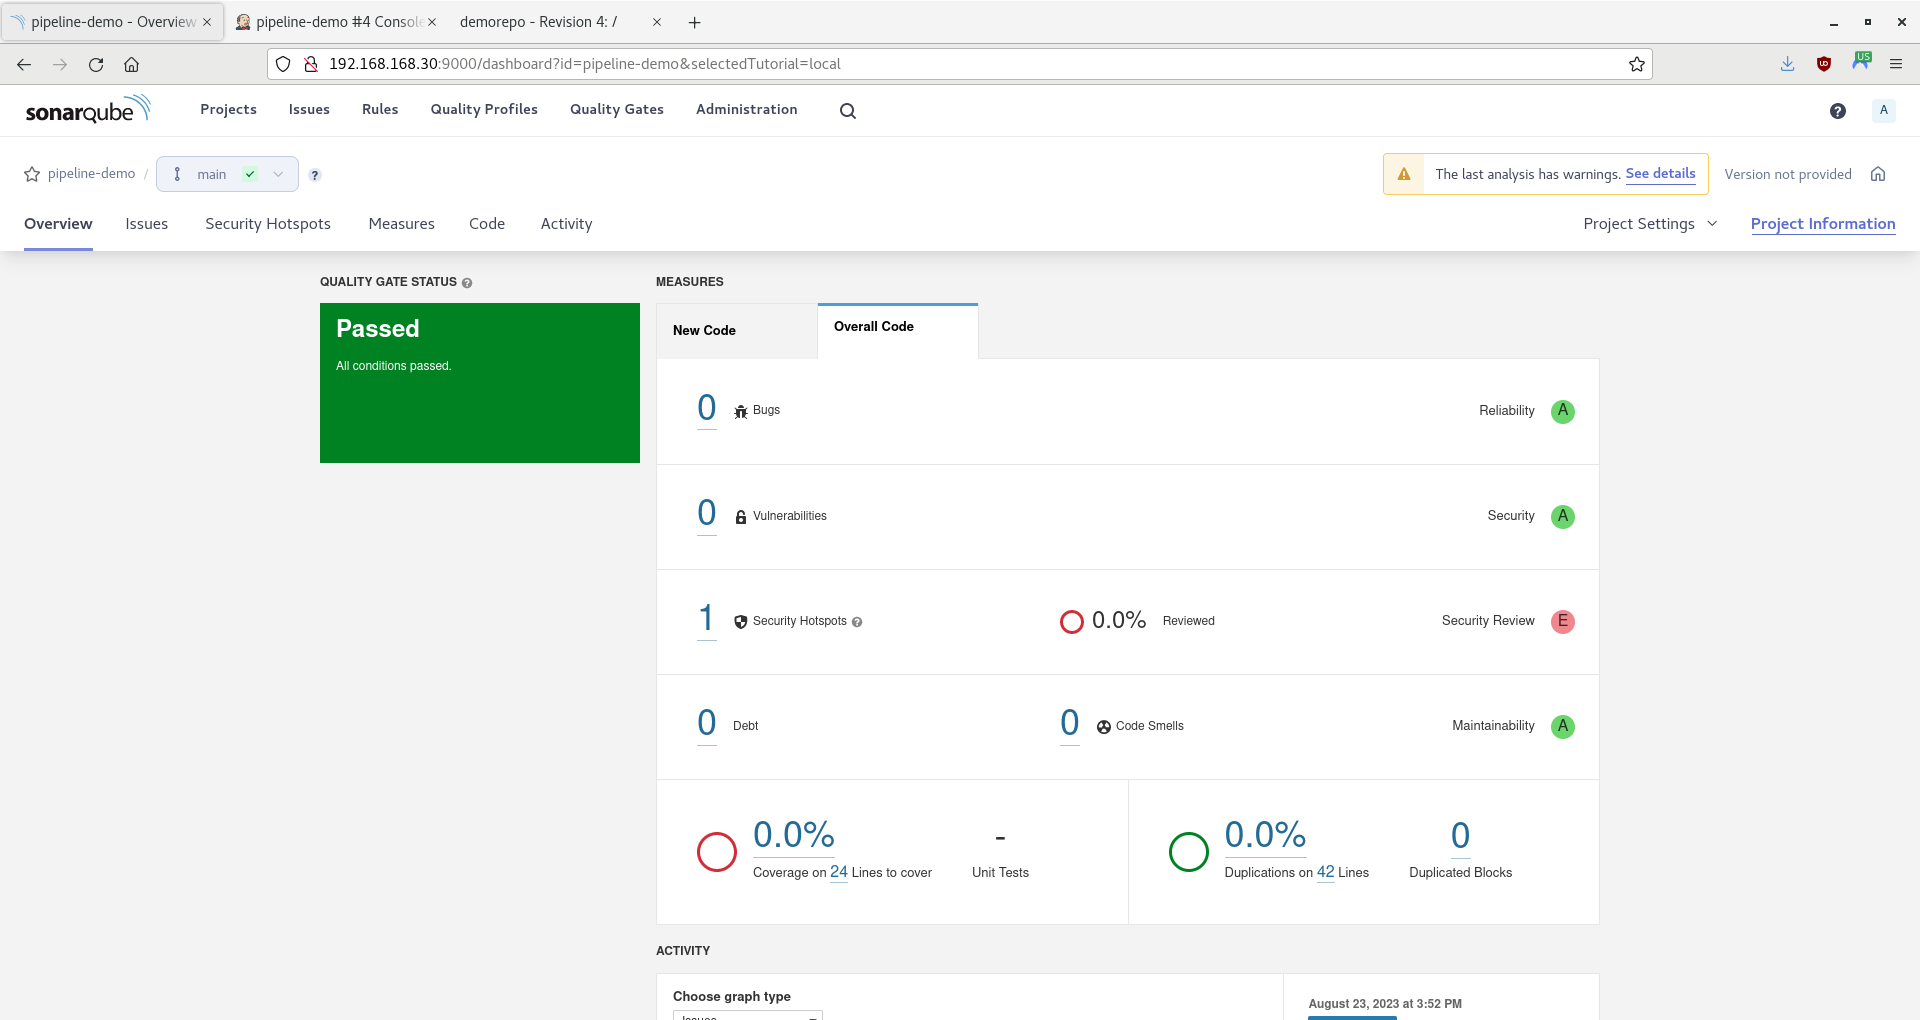 pipeline-demo - Overview
pipeline-demo #4 Console
demorepo - Revision 4: /
192.168.168.30:9000/dashboard?id=pipeline-demo&selectedTutorial=local
US
sonarqube
Projects
Issues
Rules
Quality Profiles
Quality Gates
Administration
?
A
pipeline-demo /
main
?
The last analysis has warnings. See details
Version not provided
Overview
Issues
Security Hotspots
Measures
Code
Activity
Project Settings
Project Information
QUALITY GATE STATUS ?
MEASURES
Passed
All conditions passed.
New Code
Overall Code
0 Bugs
Reliability A
0 Vulnerabilities
Security A
1 Security Hotspots ?
0.0% Reviewed
Security Review E
0 Debt
0 Code Smells
Maintainability A
0.0%
Coverage on 24 Lines to cover
-
Unit Tests
0.0%
Duplications on 42 Lines
0
Duplicated Blocks
ACTIVITY
Choose graph type
Issues
August 23, 2023 at 3:52 PM